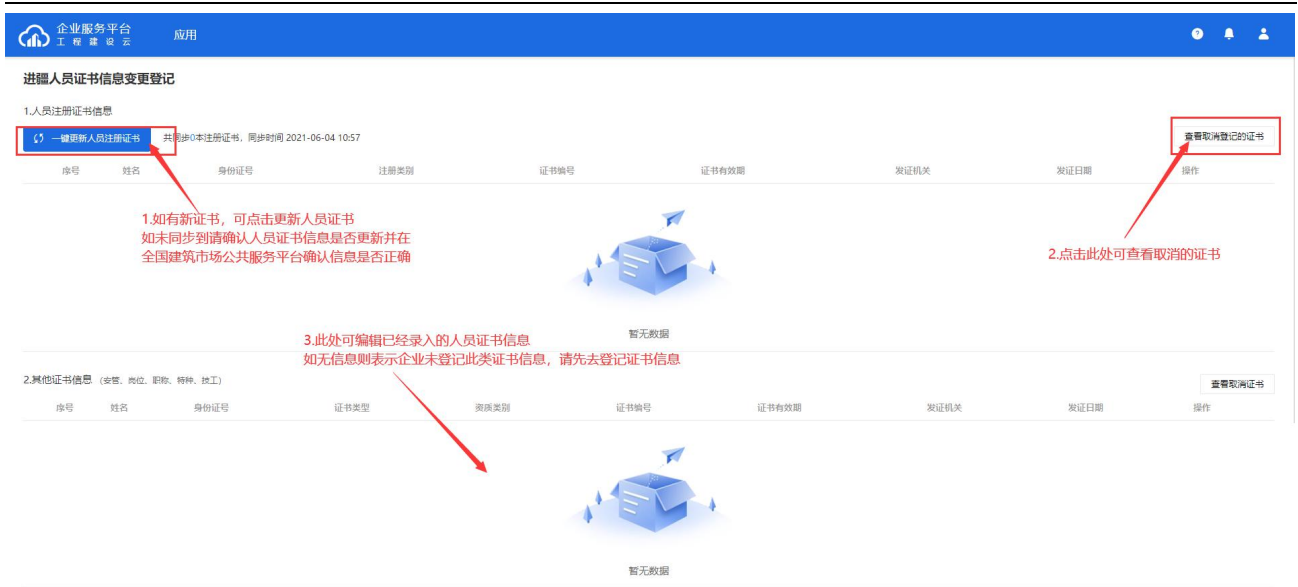 企业服务平台
工程建设云
应用
进疆人员证书信息变更登记
1.人员注册证书信息
一键更新人员注册证书 共同步0本注册证书，同步时间 2021-06-04 10:57 查看取消登记的证书
序号 姓名 身份证号 注册类别 证书编号 证书有效期 发证机关 发证日期 操作
1.如有新证书，可点击更新人员证书
如未同步到请确认人员证书信息是否更新并在
全国建筑市场公共服务平台确认信息是否正确
2.点击此处可查看取消的证书
暂无数据
3.此处可编辑已经录入的人员证书信息
如无信息则表示企业未登记此类证书信息，请先去登记证书信息
2.其他证书信息 （安管、岗位、职称、特种、技工） 查看取消证书
序号 姓名 身份证号 证书类型 资质类别 证书编号 证书有效期 发证机关 发证日期 操作
暂无数据